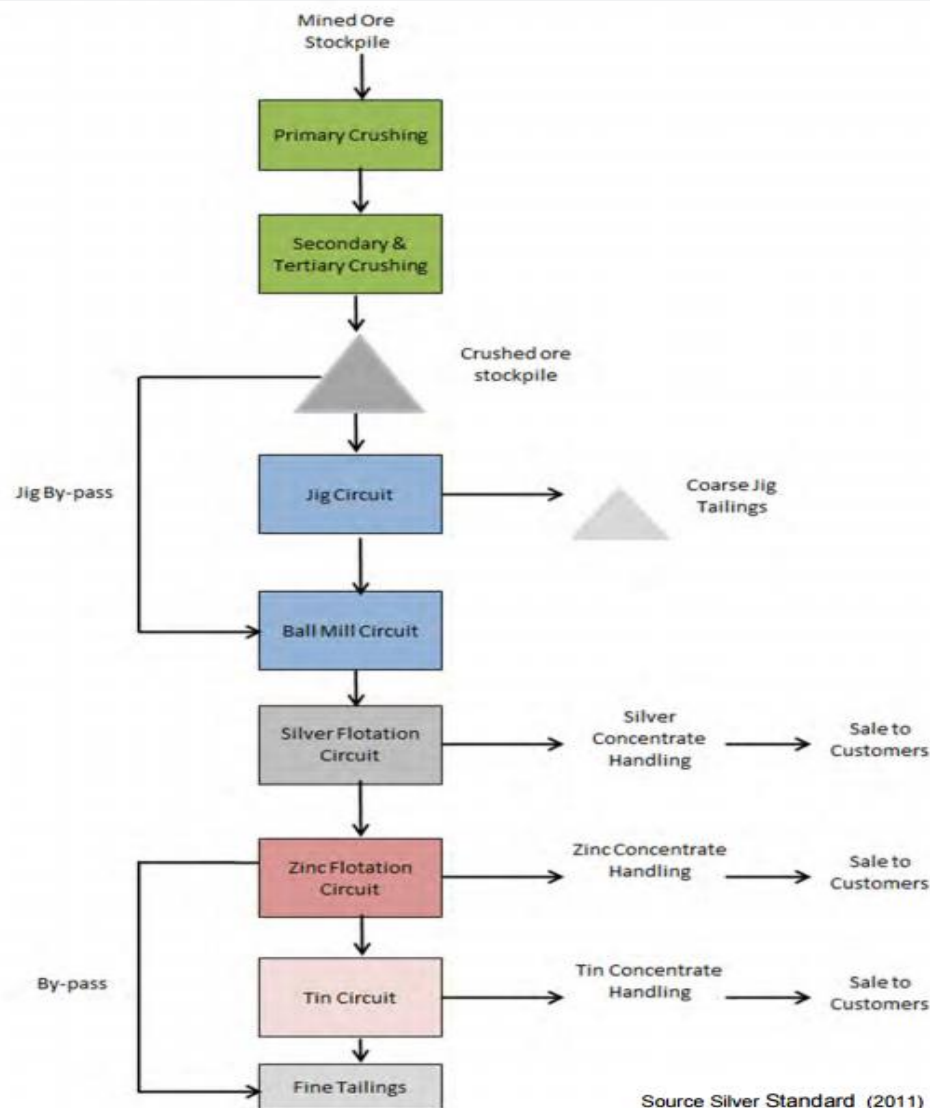 Mined Ore
Stockpile
Primary Crushing
Secondary &
Tertiary Crushing
Crushed ore
stockpile
Jig By-pass
Jig Circuit
Coarse Jig
Tailings
Ball Mill Circuit
Silver Flotation
Circuit
Silver
Concentrate
Handling
Sale to
Customers
Zinc Flotation
Circuit
Zinc Concentrate
Handling
Sale to
Customers
By-pass
Tin Circuit
Tin Concentrate
Handling
Sale to
Customers
Fine Tailings
Source Silver Standard (2011)